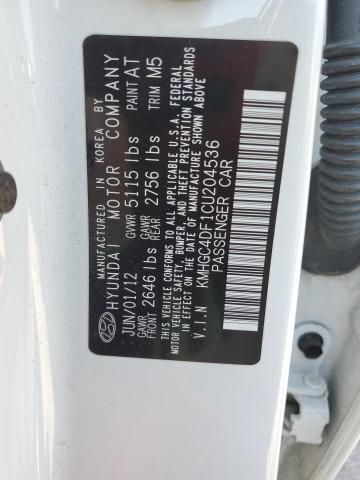 MANUFACTURED IN KOREA BY
HYUNDAI MOTOR COMPANY
JUN/01/12 GVWR 5115 lbs PAINT AT
GAWR FRONT 2646 lbs GAWR REAR 2756 lbs TRIM M5
THIS VEHICLE CONFORMS TO ALL APPLICABLE U.S.A. FEDERAL
MOTOR VEHICLE SAFETY, BUMPER, AND THEFT PREVENTION STANDARDS
IN EFFECT ON THE DATE OF MANUFACTURE SHOWN ABOVE
V.I.N KMHGC4DF1CU204536
PASSENGER CAR